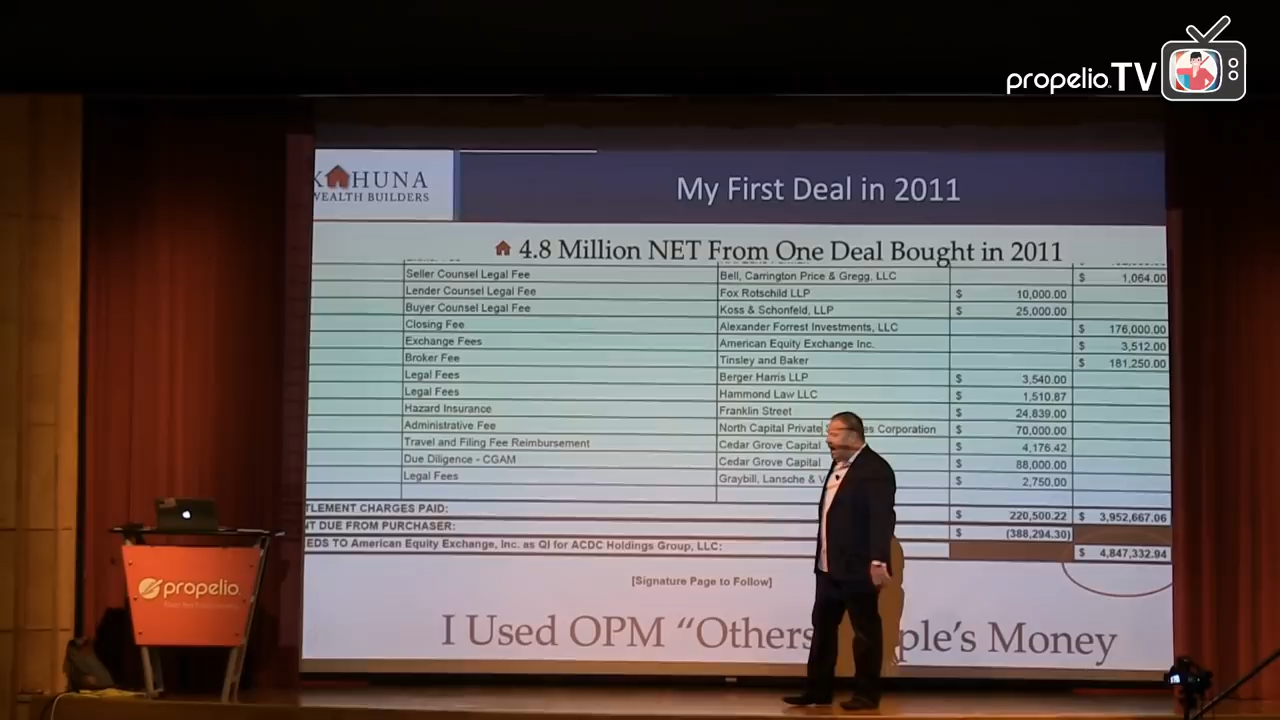 propelio TV
K HUNA
WEALTH BUILDERS
My First Deal in 2011
4.8 Million NET From One Deal Bought in 2011
Seller Counsel Legal Fee Bell, Carrington Price & Gregg, LLC $ 1,064.00
Lender Counsel Legal Fee Fox Rotschild LLP $ 10,000.00
Buyer Counsel Legal Fee Koss & Schonfeld, LLP $ 25,000.00
Closing Fee Alexander Forrest Investments, LLC $ 176,000.00
Exchange Fees American Equity Exchange Inc. $ 3,512.00
Broker Fee Tinsley and Baker $ 181,250.00
Legal Fees Berger Harris LLP $ 3,540.00
Legal Fees Hammond Law LLC $ 1,510.87
Hazard Insurance Franklin Street $ 24,839.00
Administrative Fee North Capital Private es Corporation $ 70,000.00
Travel and Filing Fee Reimbursement Cedar Grove Capital $ 4,176.42
Due Diligence - CGAM Cedar Grove Capital $ 88,000.00
Legal Fees Graybill, Lansche & V $ 2,750.00
TLEMENT CHARGES PAID: $ 220,500.22 $ 3,952,667.06
NT DUE FROM PURCHASER: $ (388,294.30)
EDS TO American Equity Exchange, Inc. as QI for ACDC Holdings Group, LLC: $ 4,847,332.94
[Signature Page to Follow]
I Used OPM “Others ple’s Money
propelio